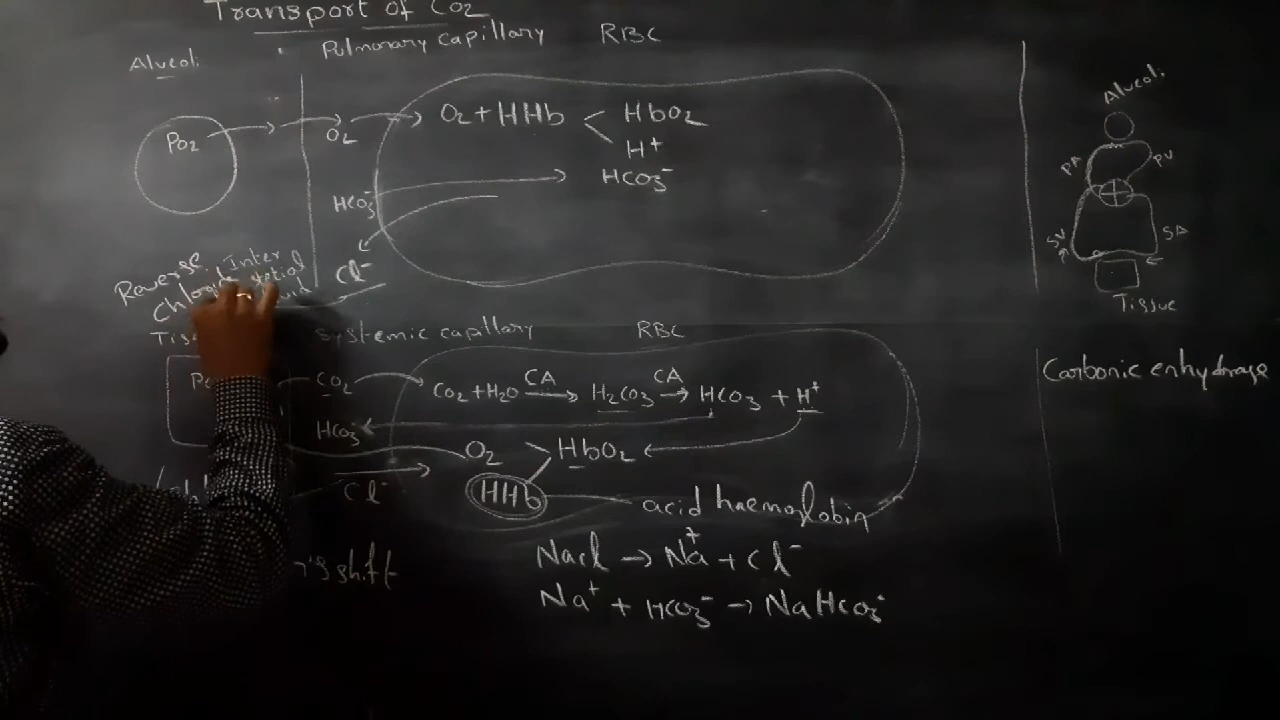 Transport of CO2
Alveoli Pulmonary capillary RBC
PO2 O2 O2 + HHb HbO2
H+
HCO3- HCO3-
Cl-
Reverse Inter
fluid
systemic capillary RBC
CO2 CO2 + H2O CA H2CO3 CA HCO3 + H+
HCO3-
O2 HbO2
Cl- HHb acid haemoglobin
shift
Nacl → Na+ + Cl-
Na+ + HCO3- → NaHCO3-
Alveoli
PA PV
SV SA
Tissue
Carbonic enhydrase